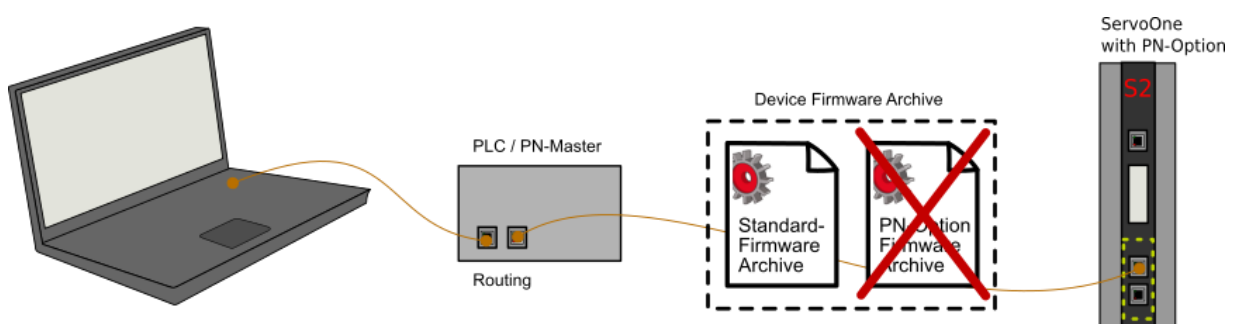 ServoOne
with PN-Option
S2
Device Firmware Archive
PLC / PN-Master
Standard-
Firmware
Archive
PN-Option
Firmware
Archive
Routing